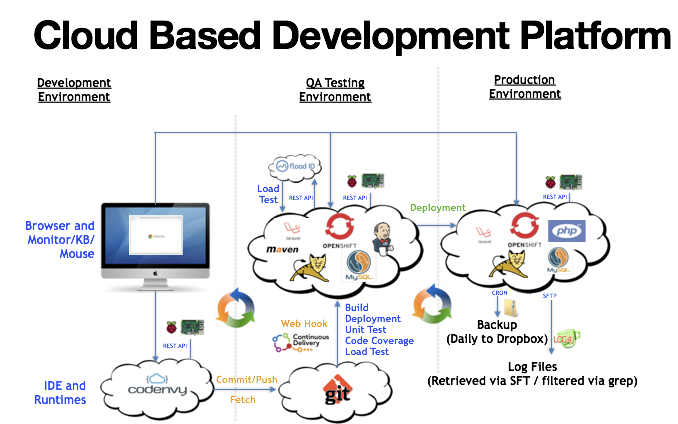 Cloud Based Development Platform
Development
Environment
QA Testing
Environment
Production
Environment
flood IO
Load
Test
REST API
REST API
REST API
Deployment
Browser and
Monitor/KB/
Mouse
laravel
OPENSHIFT
maven
MySQL
laravel
OPENSHIFT
php
MySQL
CRON
SFTP
Backup
(Daily to Dropbox)
LOG4J
Log Files
(Retrieved via SFT / filtered via grep)
Web Hook
Continuous
Delivery
Build
Deployment
Unit Test
Code Coverage
Load Test
REST API
IDE and
Runtimes
codenvy
Commit/Push
Fetch
git